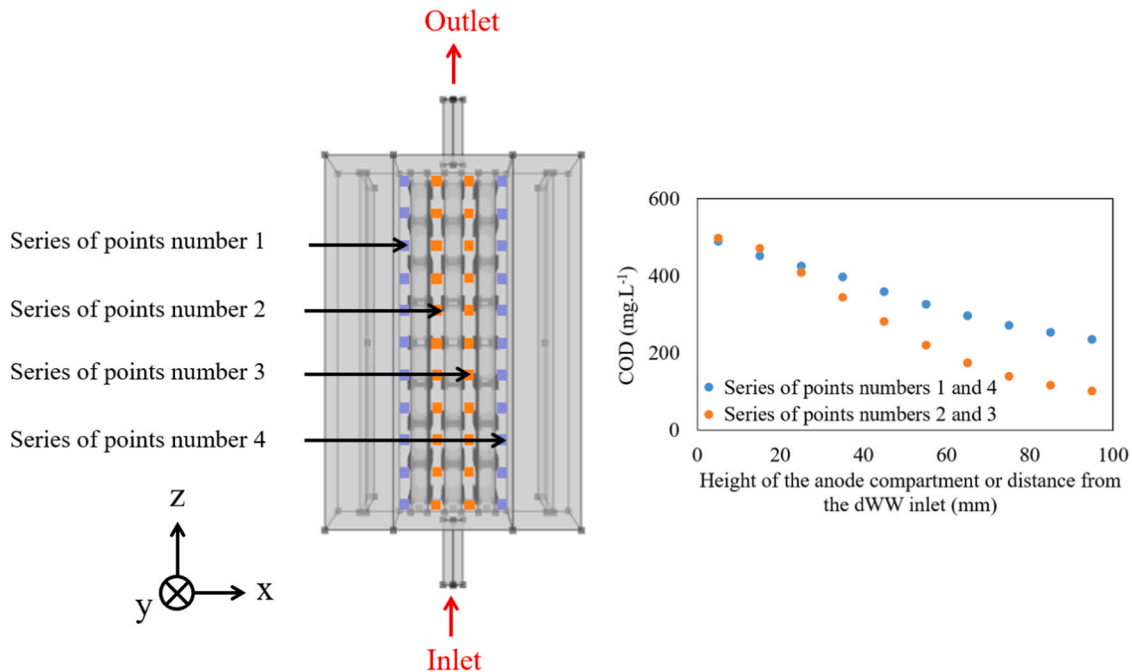 Outlet
Series of points number 1
Series of points number 2
Series of points number 3
Series of points number 4
z
y
x
Inlet
600
400
200
0
COD (mg.L⁻¹)
Series of points numbers 1 and 4
Series of points numbers 2 and 3
0 20 40 60 80 100
Height of the anode compartment or distance from
the dWW inlet (mm)